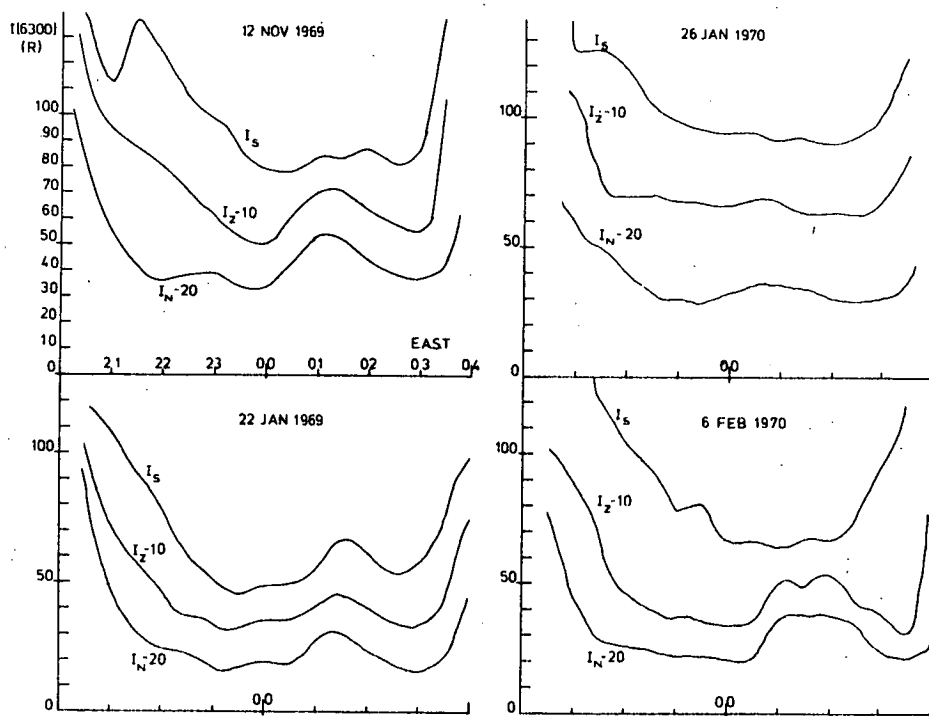 I[6300]
(R)
12 NOV 1969
100
90
80
70
60
50
40
30
20
10
0
I_S
I_Z-10
I_N-20
EAST
21 22 23 00 01 02 03 04
26 JAN 1970
100
50
0
I_S
I_Z-10
I_N-20
00
22 JAN 1969
100
50
0
I_S
I_Z-10
I_N-20
00
6 FEB 1970
100
50
0
I_S
I_Z-10
I_N-20
00